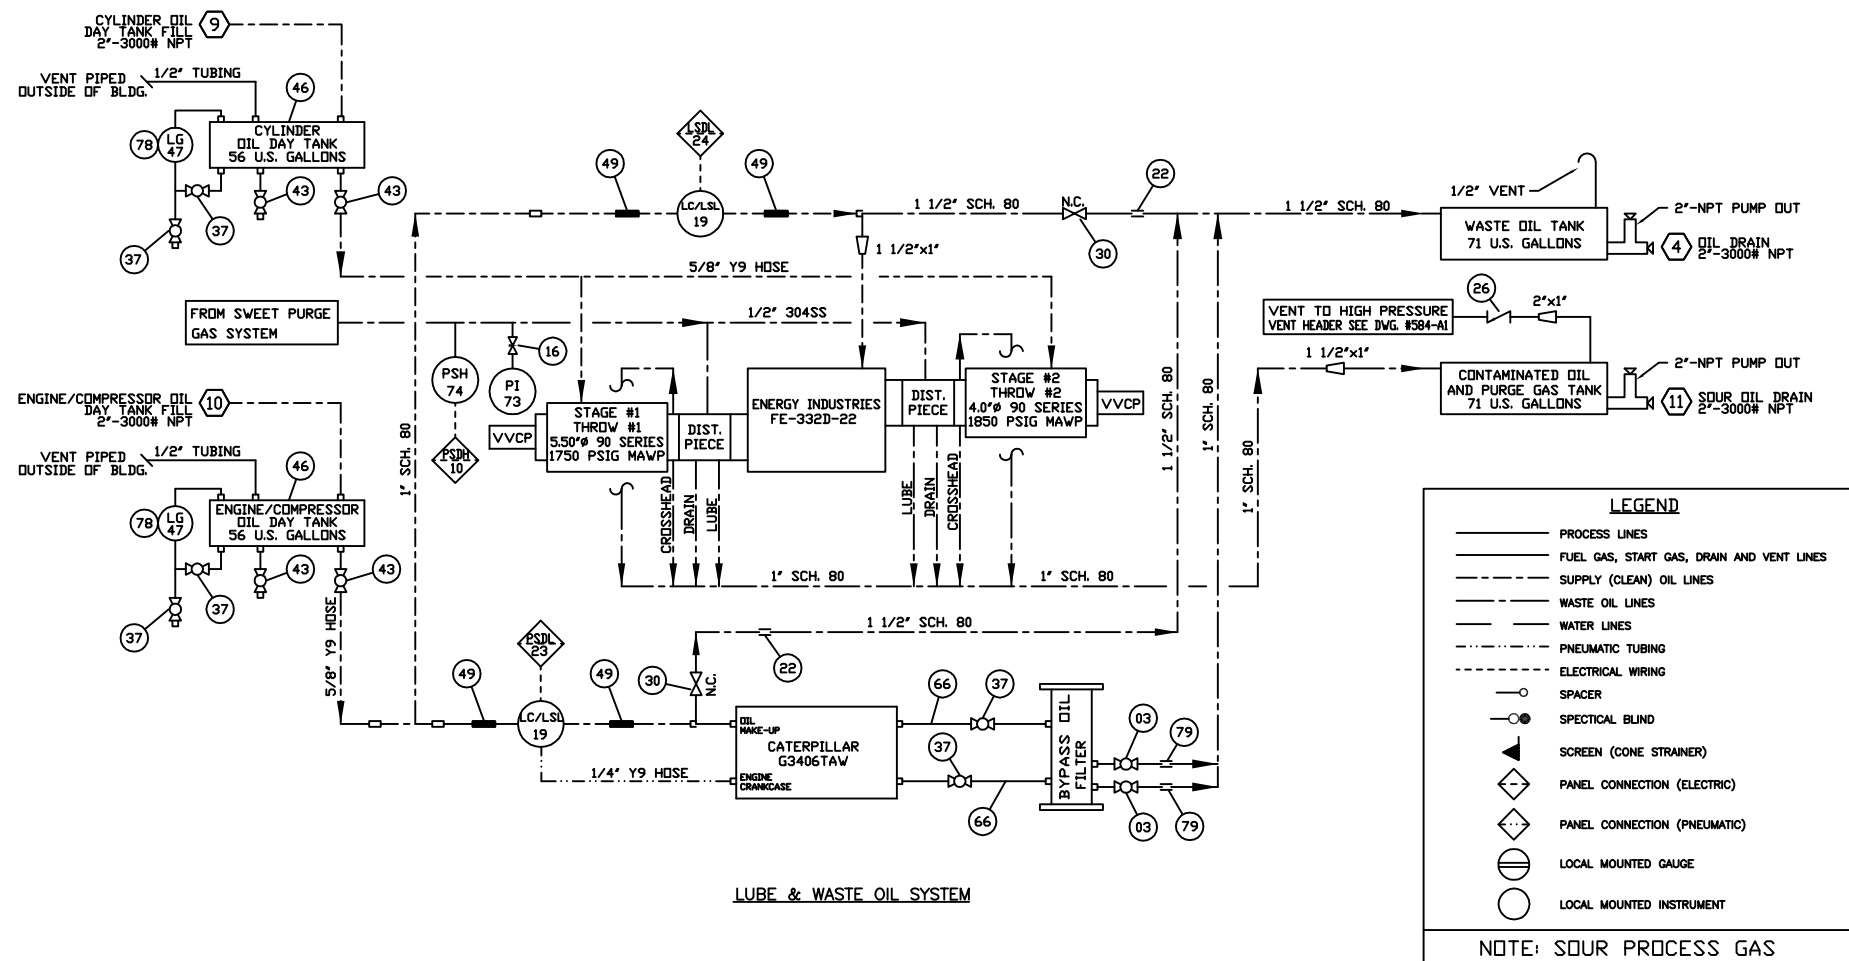 CYLINDER OIL
DAY TANK FILL
2"-3000# NPT
9
VENT PIPED
OUTSIDE OF BLDG.
1/2" TUBING
46
78
LG
47
CYLINDER
OIL DAY TANK
56 U.S. GALLONS
43
43
37
37
FROM SWEET PURGE
GAS SYSTEM
ENGINE/COMPRESSOR OIL
DAY TANK FILL
2"-3000# NPT
10
VENT PIPED
OUTSIDE OF BLDG.
1/2" TUBING
46
78
LG
47
ENGINE/COMPRESSOR
OIL DAY TANK
56 U.S. GALLONS
43
43
37
37
5/8" Y9 HOSE
1" SCH. 80
LSDL
24
49
LC/LSL
19
49
1 1/2" SCH. 80
N.C.
30
22
1 1/2"x1"
5/8" Y9 HOSE
1/2" 304SS
PSH
74
PSDH
10
PI
73
16
VVCP
STAGE #1
THROW #1
5.50"Ø 90 SERIES
1750 PSIG MAWP
DIST.
PIECE
ENERGY INDUSTRIES
FE-332D-22
DIST.
PIECE
STAGE #2
THROW #2
4.0"Ø 90 SERIES
1850 PSIG MAWP
VVCP
CROSSHEAD
DRAIN
LUBE
LUBE
DRAIN
CROSSHEAD
1" SCH. 80
1" SCH. 80
1 1/2" SCH. 80
22
30
N.C.
PSDL
23
49
LC/LSL
19
49
1/4" Y9 HOSE
OIL
MAKE-UP
CATERPILLAR
G3406TAW
ENGINE
CRANKCASE
66
37
37
66
BYPASS OIL
FILTER
03
79
03
79
1 1/2" SCH. 80
1" SCH. 80
1" SCH. 80
1 1/2" SCH. 80
1/2" VENT
WASTE OIL TANK
71 U.S. GALLONS
2"-NPT PUMP OUT
4
OIL DRAIN
2"-3000# NPT
26
2"x1"
VENT TO HIGH PRESSURE
VENT HEADER SEE DWG. #584-A1
1 1/2"x1"
CONTAMINATED OIL
AND PURGE GAS TANK
71 U.S. GALLONS
2"-NPT PUMP OUT
11
SOUR OIL DRAIN
2"-3000# NPT
LEGEND
PROCESS LINES
FUEL GAS, START GAS, DRAIN AND VENT LINES
SUPPLY (CLEAN) OIL LINES
WASTE OIL LINES
WATER LINES
PNEUMATIC TUBING
ELECTRICAL WIRING
SPACER
SPECTICAL BLIND
SCREEN (CONE STRAINER)
PANEL CONNECTION (ELECTRIC)
PANEL CONNECTION (PNEUMATIC)
LOCAL MOUNTED GAUGE
LOCAL MOUNTED INSTRUMENT
NOTE: SOUR PROCESS GAS
LUBE & WASTE OIL SYSTEM